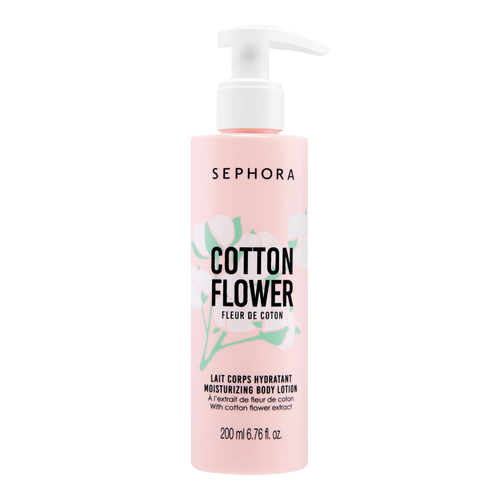 SEPHORA
COTTON
FLOWER
FLEUR DE COTON
LAIT CORPS HYDRATANT
MOISTURIZING BODY LOTION
À l'extrait de fleur de coton
With cotton flower extract
200 ml 6.76 fl. oz.